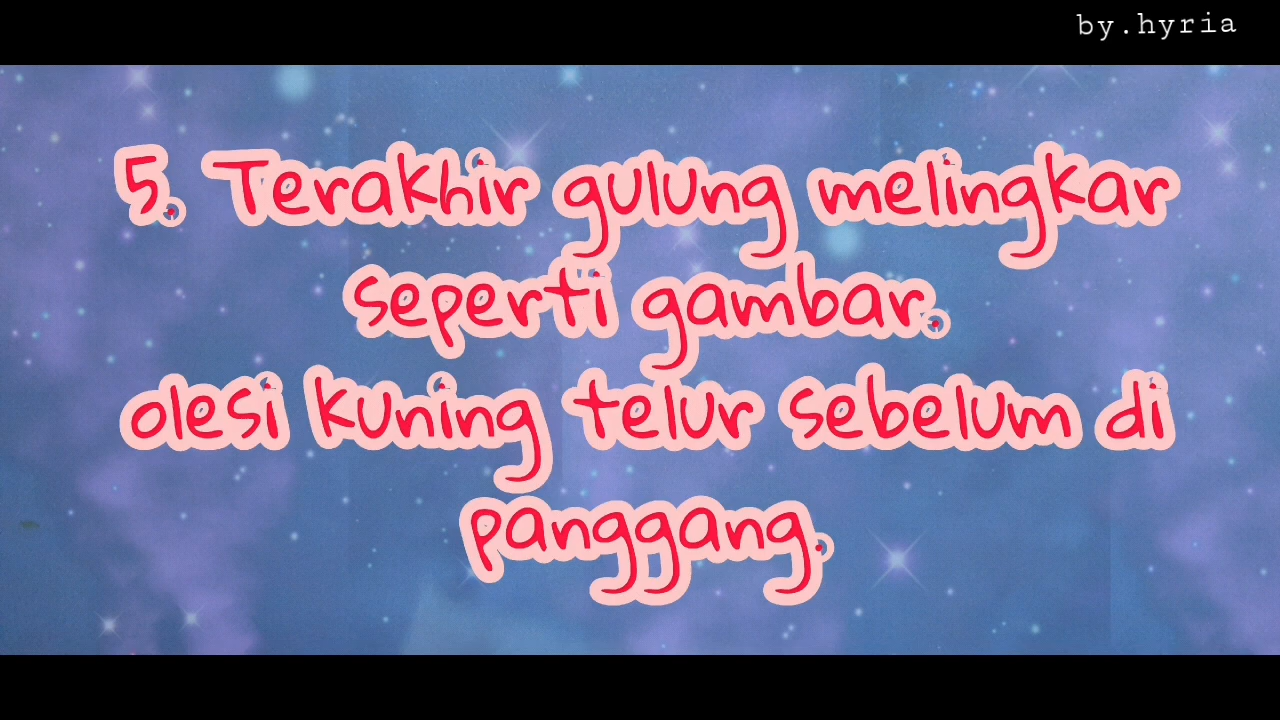 by.hyria
5. Terakhir gulung melingkar
seperti gambar.
olesi kuning telur sebelum di
panggang.